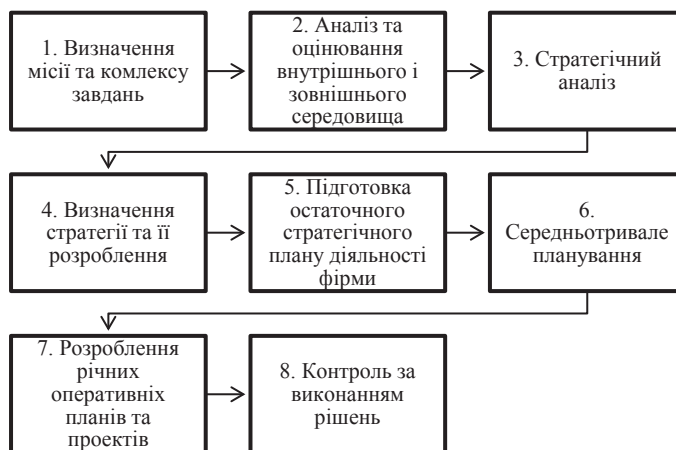 1. Визначення
місії та комлексу
завдань
2. Аналіз та
оцінювання
внутрішнього і
зовнішнього
середовища
3. Стратегічний
аналіз
4. Визначення
стратегії та її
розроблення
5. Підготовка
остаточного
стратегічного
плану діяльності
фірми
6.
Середньотривале
планування
7. Розроблення
річних
оперативніх
планів та
проектів
8. Контроль за
виконанням
рішень